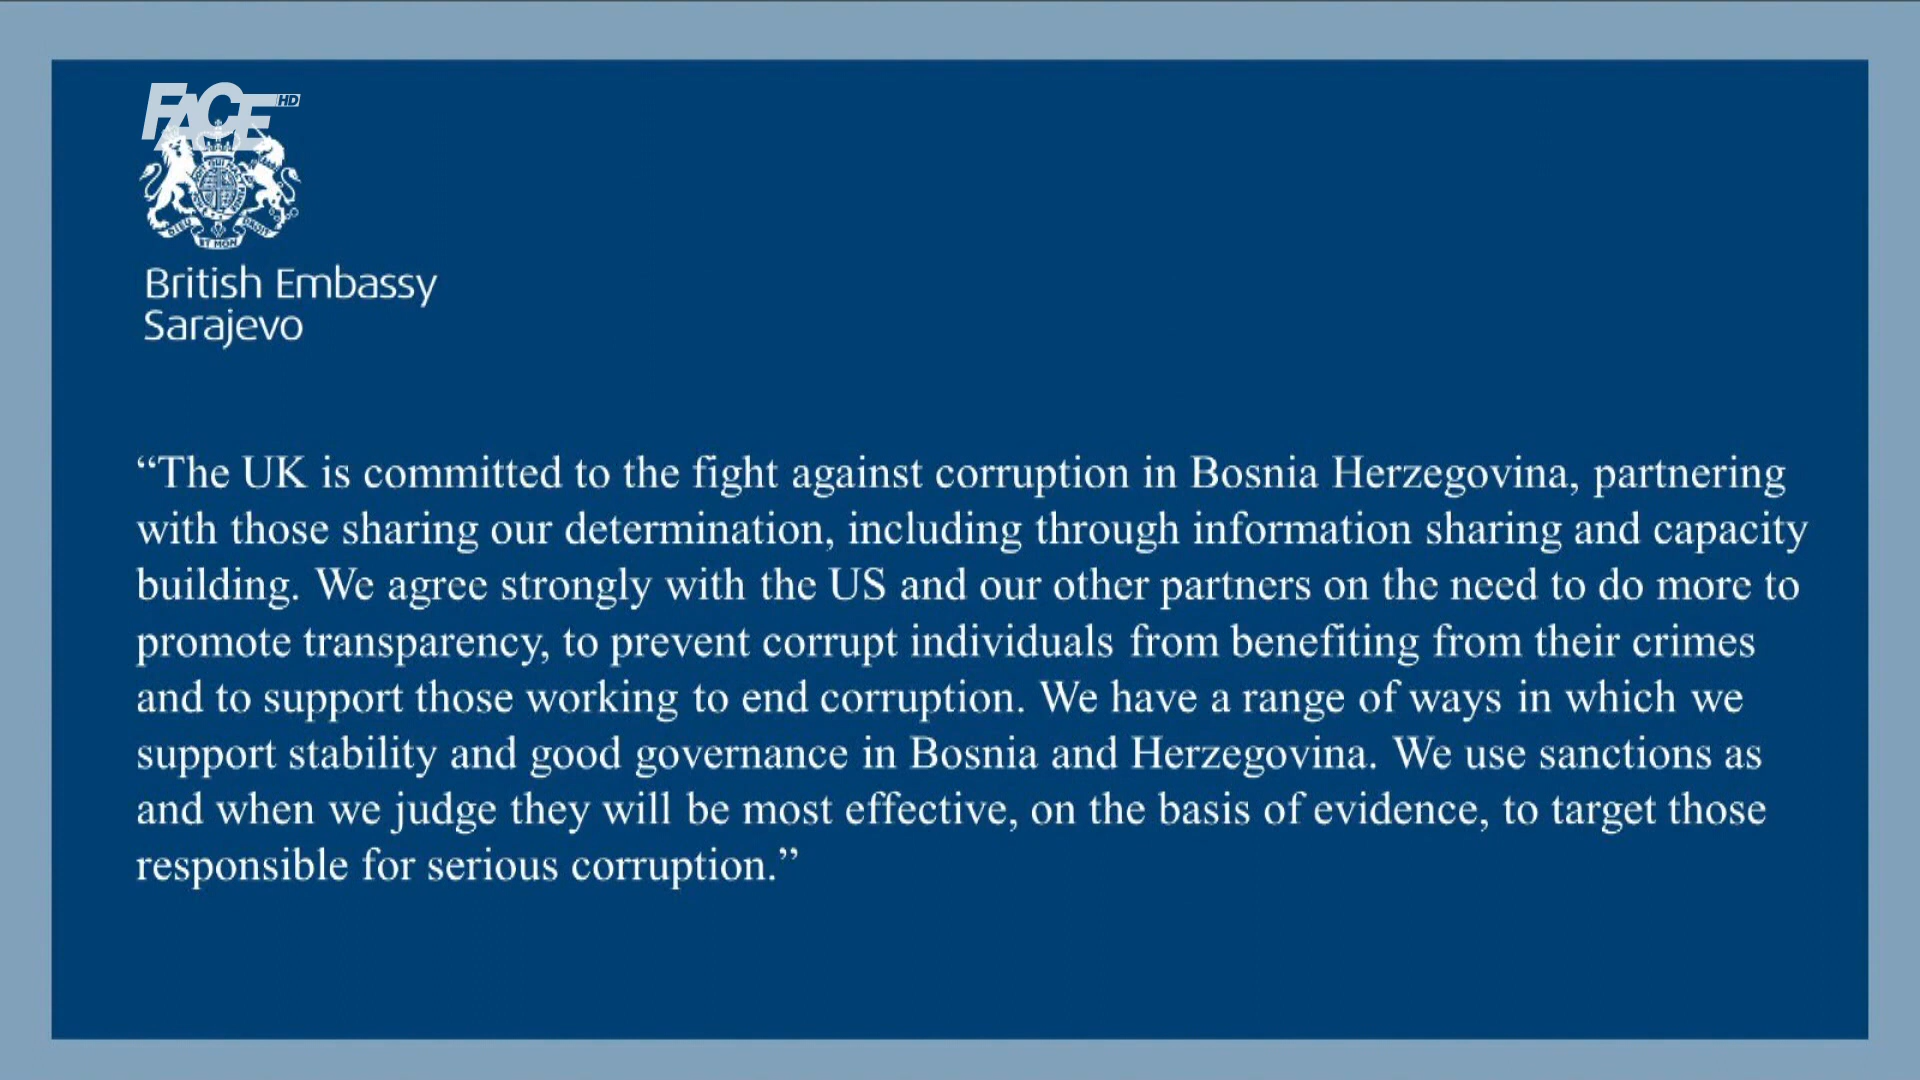 FACE HD
DIEU ET MON DROIT
British Embassy
Sarajevo
“The UK is committed to the fight against corruption in Bosnia Herzegovina, partnering
with those sharing our determination, including through information sharing and capacity
building. We agree strongly with the US and our other partners on the need to do more to
promote transparency, to prevent corrupt individuals from benefiting from their crimes
and to support those working to end corruption. We have a range of ways in which we
support stability and good governance in Bosnia and Herzegovina. We use sanctions as
and when we judge they will be most effective, on the basis of evidence, to target those
responsible for serious corruption.”